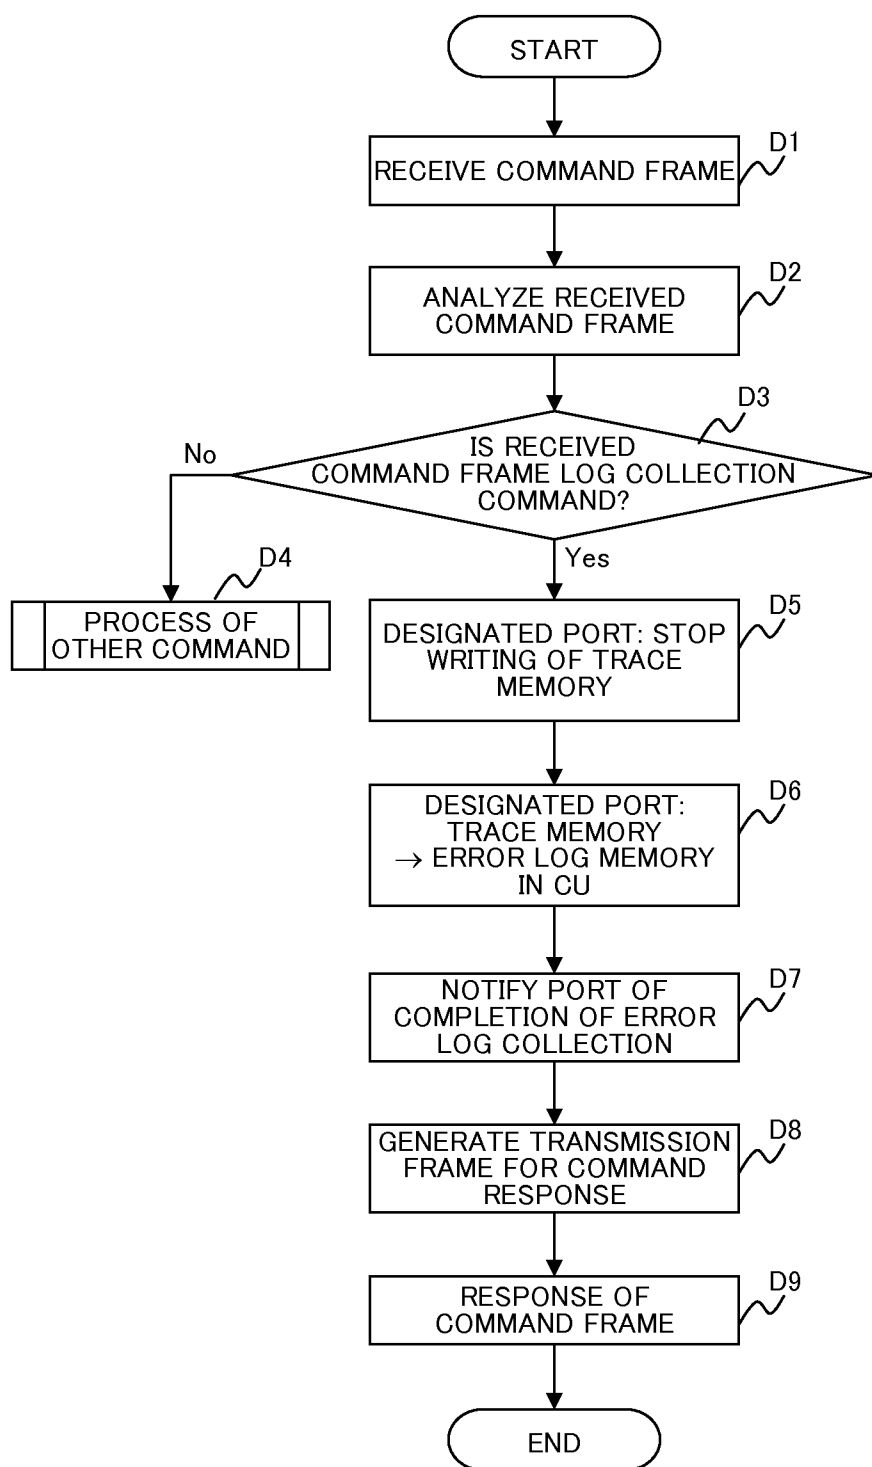 START
D1
RECEIVE COMMAND FRAME
D2
ANALYZE RECEIVED
COMMAND FRAME
D3
IS RECEIVED
COMMAND FRAME LOG COLLECTION
COMMAND?
No
Yes
D4
PROCESS OF
OTHER COMMAND
D5
DESIGNATED PORT: STOP
WRITING OF TRACE
MEMORY
D6
DESIGNATED PORT:
TRACE MEMORY
→ ERROR LOG MEMORY
IN CU
D7
NOTIFY PORT OF
COMPLETION OF ERROR
LOG COLLECTION
D8
GENERATE TRANSMISSION
FRAME FOR COMMAND
RESPONSE
D9
RESPONSE OF
COMMAND FRAME
END